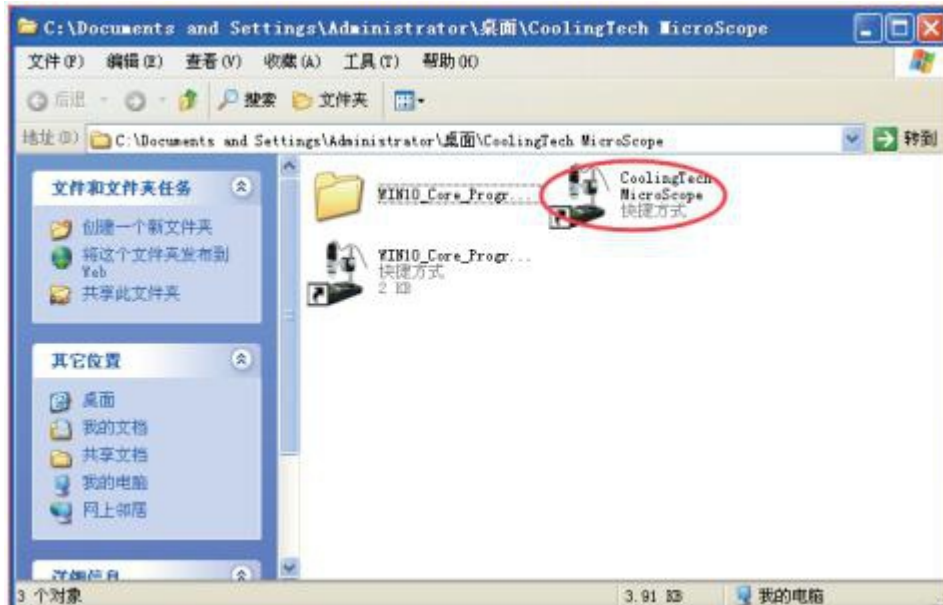 C:\Documents and Settings\Administrator\桌面\CoolingTech MicroScope
文件(F) 编辑(E) 查看(V) 收藏(A) 工具(T) 帮助(H)
后退 搜索 文件夹
地址(D) C:\Documents and Settings\Administrator\桌面\CoolingTech MicroScope 转到
文件和文件夹任务
创建一个新文件夹
将这个文件夹发布到
Web
共享此文件夹
其它位置
桌面
我的文档
共享文档
我的电脑
网上邻居
详细信息
WIN10_Core_Progr...
CoolingTech
MicroScope
快捷方式
WIN10_Core_Progr...
快捷方式
2 KB
3 个对象
3.91 KB
我的电脑